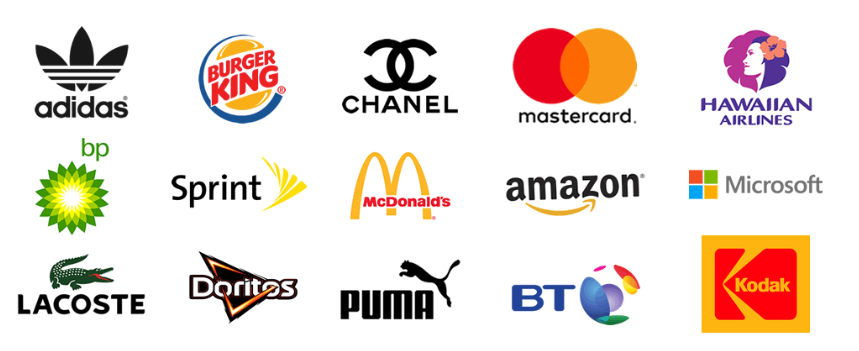 adidas®
BURGER
KING®
CHANEL
mastercard.
HAWAIIAN
AIRLINES
bp
Sprint
McDonald's®
amazon®
Microsoft
LACOSTE
Doritos
PUMA
BT
Kodak